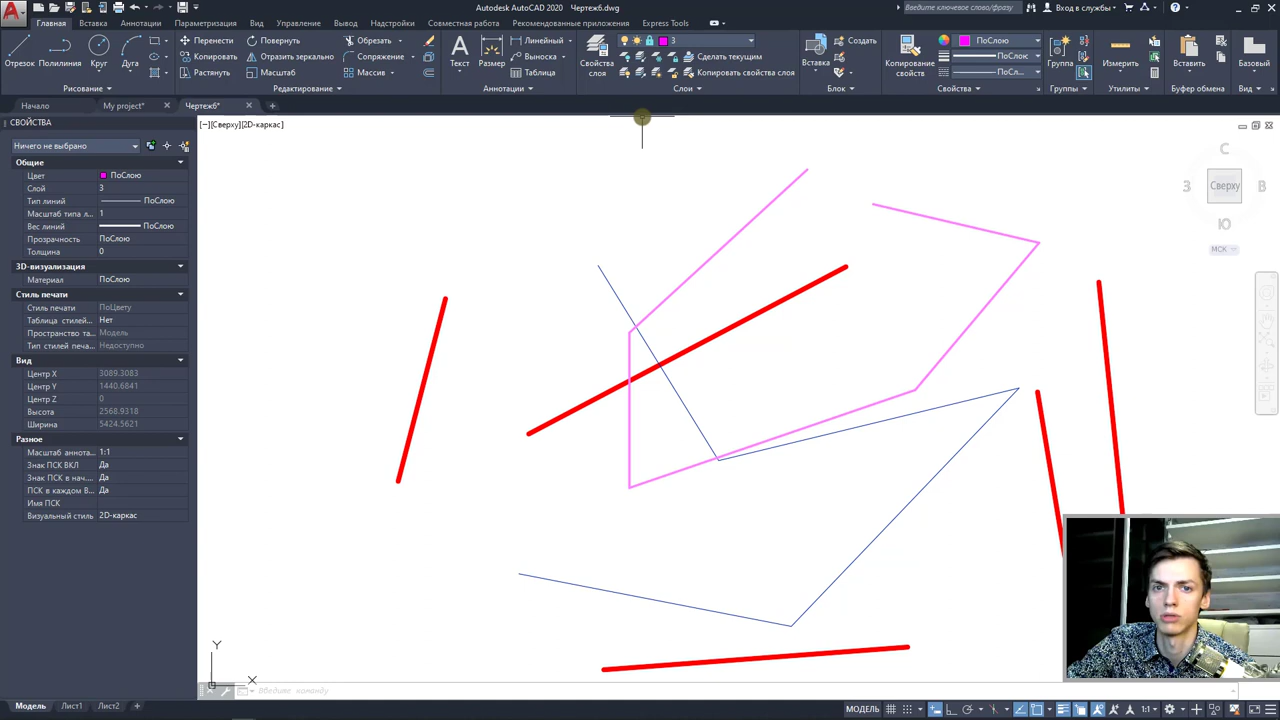 Autodesk AutoCAD 2020 Чертеж6.dwg
Введите ключевое слово/фразу
Вход в службы
Главная Вставка Аннотации Параметризация Вид Управление Вывод Надстройки Совместная работа Рекомендованные приложения Express Tools
Отрезок Полилиния Круг Дуга
Перенести Повернуть Обрезать
Копировать Отразить зеркально Сопряжение
Растянуть Масштаб Массив
Текст Размер
Линейный
Выноска
Таблица
Свойства слоя
3
Сделать текущим
Копировать свойства слоя
Вставка
Создать
Копирование свойств
ПоСлою
ПоСлок
ПоСл...
Группа Измерить Вставить Базовый
Рисование Редактирование Аннотации Слои Блок Свойства Группы Утилиты Буфер обмена Вид
Начало My project* Чертеж6*
СВОЙСТВА
[−][Сверху][2D-каркас]
Ничего не выбрано
Общие
Цвет ПоСлою
Слой 3
Тип линий ПоСлою
Масштаб типа л... 1
Вес линий ПоСлою
Прозрачность ПоСлою
Толщина 0
3D-визуализация
Материал ПоСлою
Стиль печати
Стиль печати ПоЦвету
Таблица стилей... Нет
Пространство та... Модель
Тип стилей печа... Недоступно
Вид
Центр X 3089.3083
Центр Y 1440.6841
Центр Z 0
Высота 2568.9318
Ширина 5424.5621
Разное
Масштаб аннота... 1:1
Знак ПСК ВКЛ Да
Знак ПСК в нач... Да
ПСК в каждом В... Да
Имя ПСК
Визуальный стиль 2D-каркас
С
З Сверху В
Ю
МСК
Y
X
Введите команду
Модель Лист1 Лист2
МОДЕЛЬ
1:1